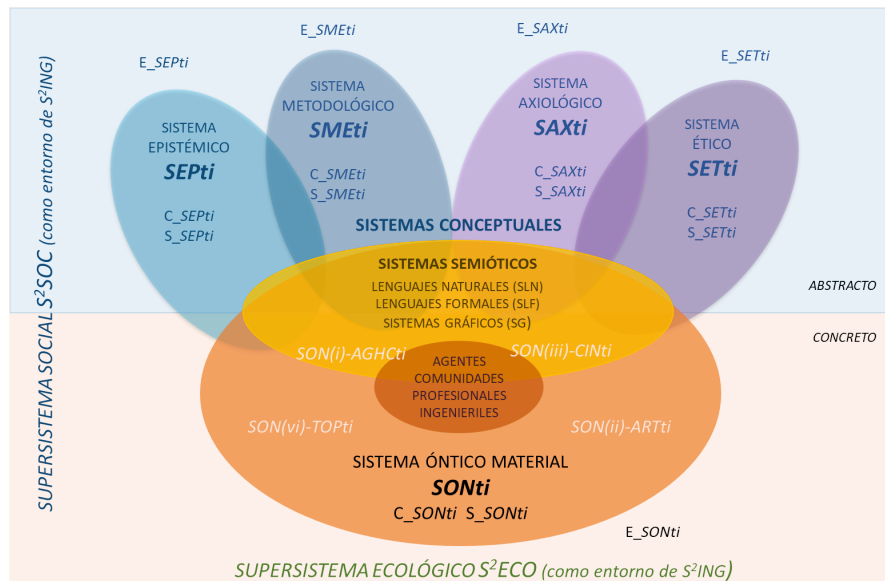 SUPERSISTEMA SOCIAL S²SOC (como entorno de S²ING)
E_SEPti
E_SMEti
E_SAXti
E_SETti
SISTEMA
EPISTÉMICO
SEPti
C_SEPti
S_SEPti
SISTEMA
METODOLÓGICO
SMEti
C_SMEti
S_SMEti
SISTEMA
AXIOLÓGICO
SAXti
C_SAXti
S_SAXti
SISTEMA
ÉTICO
SETti
C_SETti
S_SETti
SISTEMAS CONCEPTUALES
SISTEMAS SEMIÓTICOS
LENGUAJES NATURALES (SLN)
LENGUAJES FORMALES (SLF)
SISTEMAS GRÁFICOS (SG)
ABSTRACTO
CONCRETO
SON(i)-AGHCti
SON(iii)-CINti
AGENTES
COMUNIDADES
PROFESIONALES
INGENIERILES
SON(vi)-TOPti
SON(ii)-ARTti
SISTEMA ÓNTICO MATERIAL
SONti
C_SONti S_SONti
E_SONti
SUPERSISTEMA ECOLÓGICO S²ECO (como entorno de S²ING)